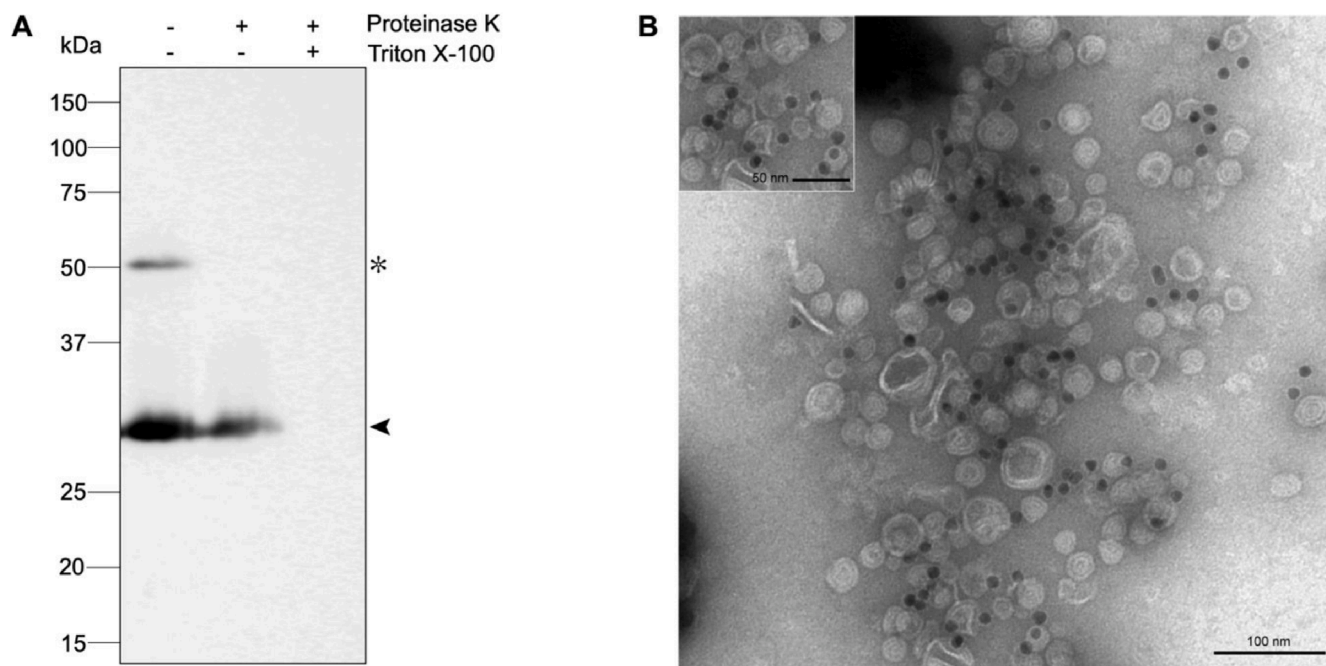 A
- + + Proteinase K
kDa - - + Triton X-100
150
100
75
50 *
37
25
20
15
B
50 nm
100 nm